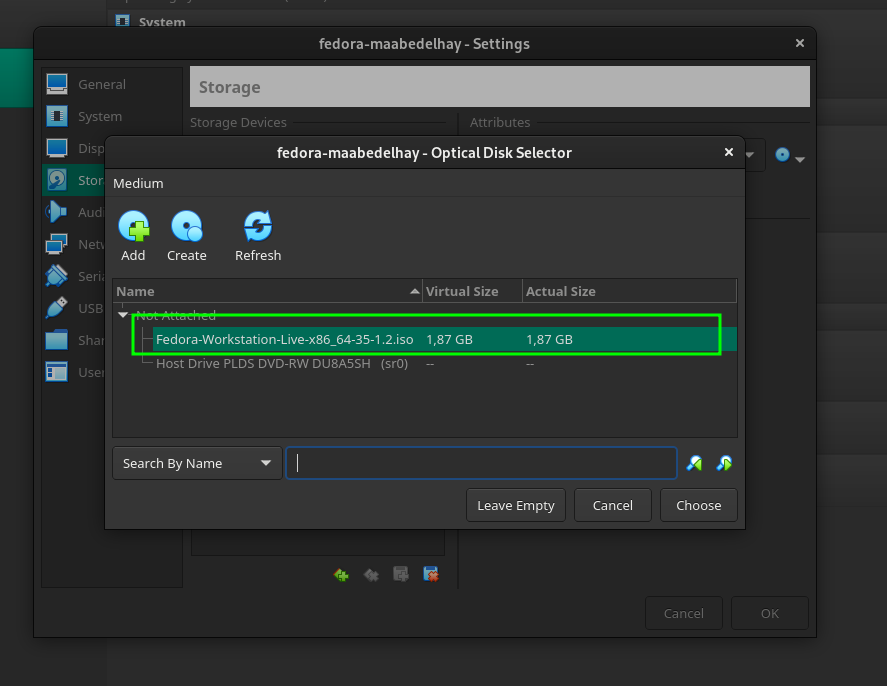 System
fedora-maabedelhay - Settings
General
Storage
System
Storage Devices
Attributes
Disp
fedora-maabedelhay - Optical Disk Selector
Stor
Medium
Audi
Netw
Add
Create
Refresh
Seria
Name
Virtual Size
Actual Size
USB
Not Attached
Shar
Fedora-Workstation-Live-x86_64-35-1.2.iso 1,87 GB 1,87 GB
Host Drive PLDS DVD-RW DU8A5SH (sr0) -- --
User
Search By Name
Leave Empty
Cancel
Choose
Cancel
OK